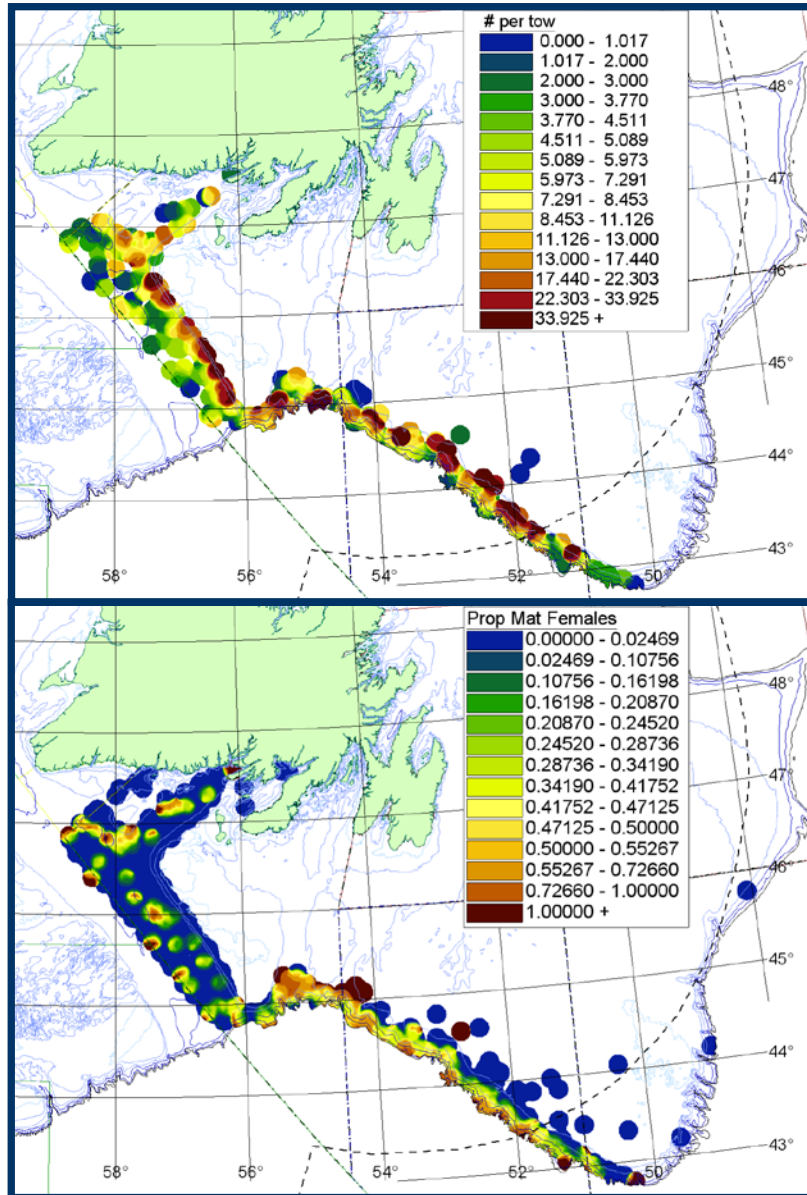 # per tow
0.000 - 1.017
1.017 - 2.000
2.000 - 3.000
3.000 - 3.770
3.770 - 4.511
4.511 - 5.089
5.089 - 5.973
5.973 - 7.291
7.291 - 8.453
8.453 - 11.126
11.126 - 13.000
13.000 - 17.440
17.440 - 22.303
22.303 - 33.925
33.925 +
48°
47°
46°
45°
44°
43°
58° 56° 54° 52° 50°
Prop Mat Females
0.00000 - 0.02469
0.02469 - 0.10756
0.10756 - 0.16198
0.16198 - 0.20870
0.20870 - 0.24520
0.24520 - 0.28736
0.28736 - 0.34190
0.34190 - 0.41752
0.41752 - 0.47125
0.47125 - 0.50000
0.50000 - 0.55267
0.55267 - 0.72660
0.72660 - 1.00000
1.00000 +
48°
47°
46°
45°
44°
43°
58° 56° 54° 52° 50°